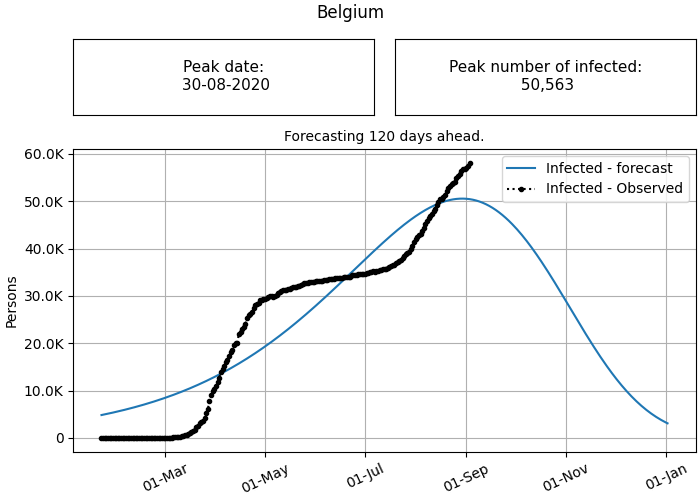 Belgium
Peak date:
30-08-2020
Peak number of infected:
50,563
Forecasting 120 days ahead.
60.0K
50.0K
40.0K
30.0K
20.0K
10.0K
0
Persons
Infected - forecast
Infected - Observed
01-Mar
01-May
01-Jul
01-Sep
01-Nov
01-Jan